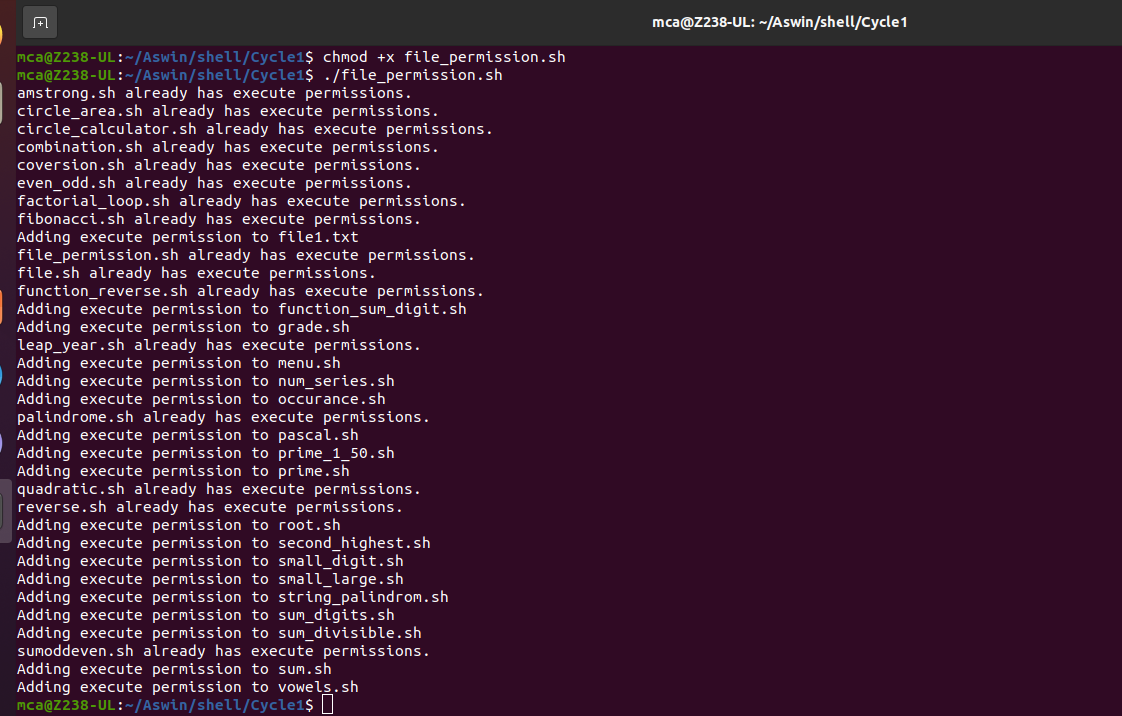 mca@Z238-UL: ~/Aswin/shell/Cycle1
mca@Z238-UL:~/Aswin/shell/Cycle1$ chmod +x file_permission.sh
mca@Z238-UL:~/Aswin/shell/Cycle1$ ./file_permission.sh
amstrong.sh already has execute permissions.
circle_area.sh already has execute permissions.
circle_calculator.sh already has execute permissions.
combination.sh already has execute permissions.
coversion.sh already has execute permissions.
even_odd.sh already has execute permissions.
factorial_loop.sh already has execute permissions.
fibonacci.sh already has execute permissions.
Adding execute permission to file1.txt
file_permission.sh already has execute permissions.
file.sh already has execute permissions.
function_reverse.sh already has execute permissions.
Adding execute permission to function_sum_digit.sh
Adding execute permission to grade.sh
leap_year.sh already has execute permissions.
Adding execute permission to menu.sh
Adding execute permission to num_series.sh
Adding execute permission to occurance.sh
palindrome.sh already has execute permissions.
Adding execute permission to pascal.sh
Adding execute permission to prime_1_50.sh
Adding execute permission to prime.sh
quadratic.sh already has execute permissions.
reverse.sh already has execute permissions.
Adding execute permission to root.sh
Adding execute permission to second_highest.sh
Adding execute permission to small_digit.sh
Adding execute permission to small_large.sh
Adding execute permission to string_palindrom.sh
Adding execute permission to sum_digits.sh
Adding execute permission to sum_divisible.sh
sumoddeven.sh already has execute permissions.
Adding execute permission to sum.sh
Adding execute permission to vowels.sh
mca@Z238-UL:~/Aswin/shell/Cycle1$